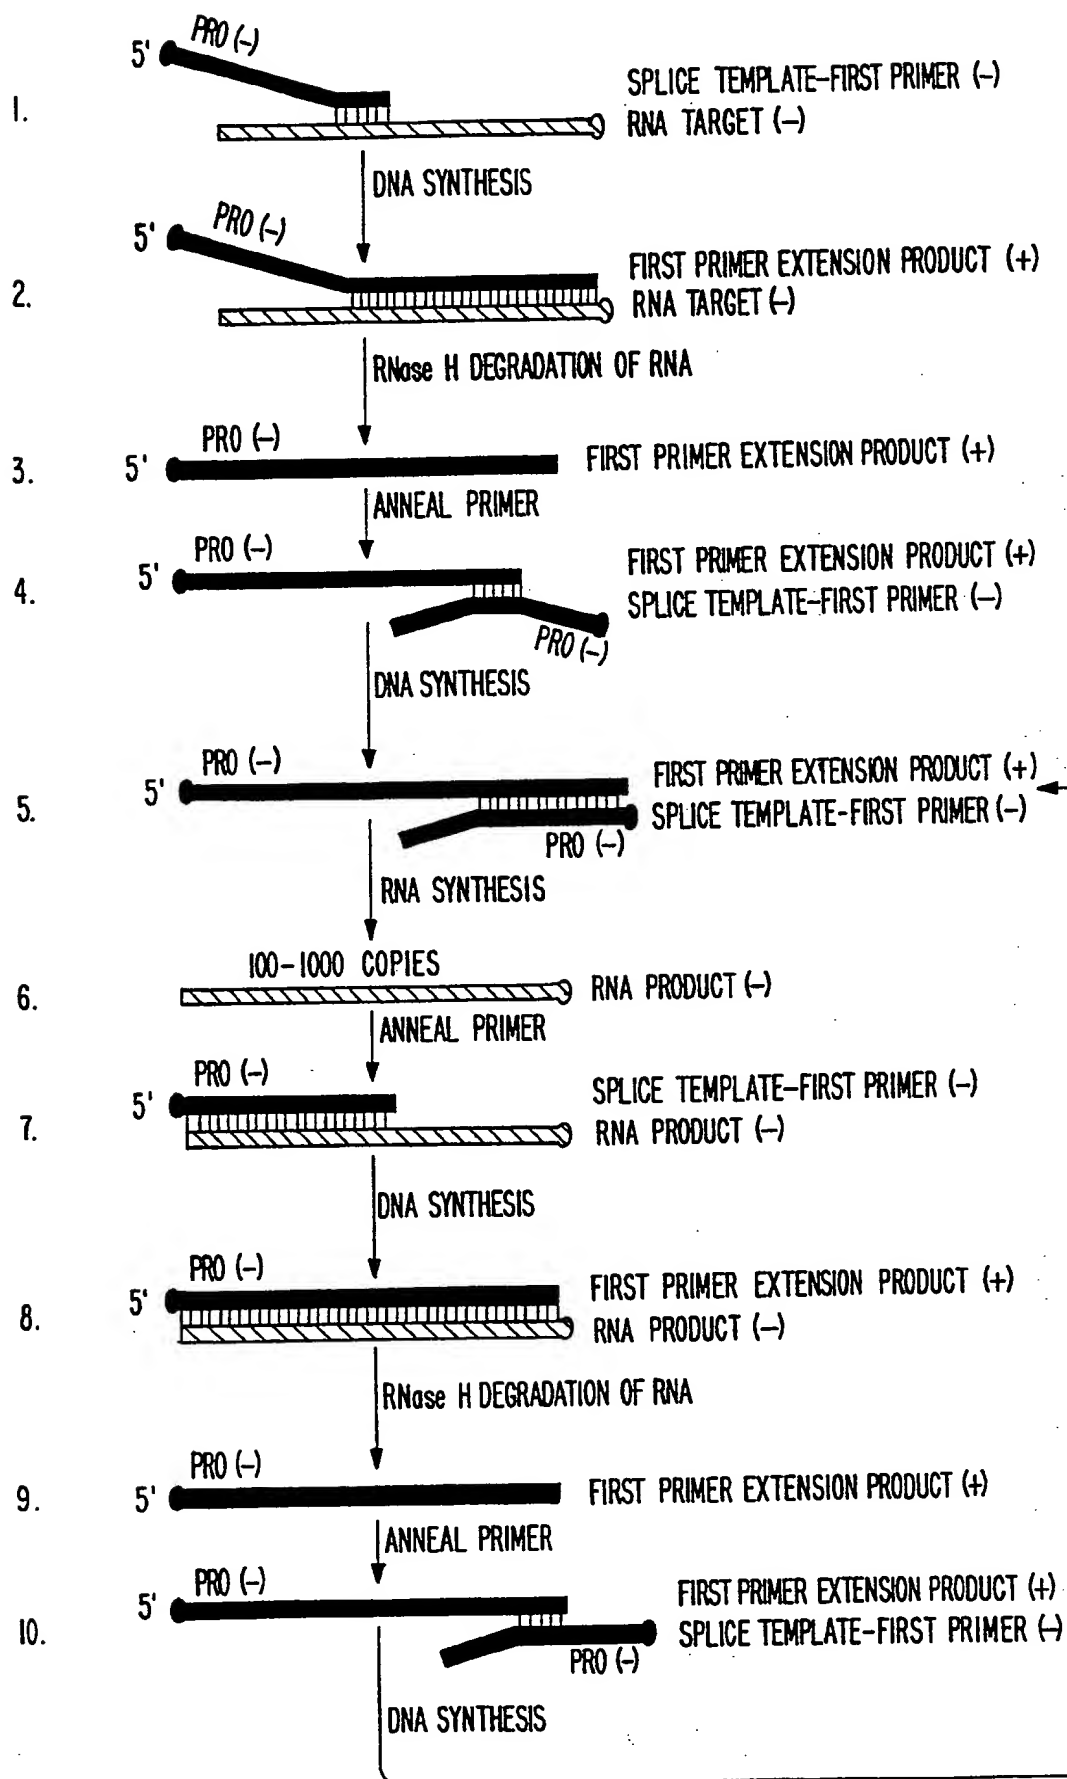 PRO (-)
5'
1.
SPLICE TEMPLATE-FIRST PRIMER (-)
RNA TARGET (-)
DNA SYNTHESIS
PRO (-)
5'
2.
FIRST PRIMER EXTENSION PRODUCT (+)
RNA TARGET (-)
RNase H DEGRADATION OF RNA
PRO (-)
3.
5'
FIRST PRIMER EXTENSION PRODUCT (+)
ANNEAL PRIMER
PRO (-)
5'
4.
FIRST PRIMER EXTENSION PRODUCT (+)
SPLICE TEMPLATE-FIRST PRIMER (-)
PRO (-)
DNA SYNTHESIS
PRO (-)
5'
5.
FIRST PRIMER EXTENSION PRODUCT (+)
SPLICE TEMPLATE-FIRST PRIMER (-)
PRO (-)
RNA SYNTHESIS
100-1000 COPIES
6.
RNA PRODUCT (-)
ANNEAL PRIMER
PRO (-)
5'
7.
SPLICE TEMPLATE-FIRST PRIMER (-)
RNA PRODUCT (-)
DNA SYNTHESIS
PRO (-)
5'
8.
FIRST PRIMER EXTENSION PRODUCT (+)
RNA PRODUCT (-)
RNase H DEGRADATION OF RNA
PRO (-)
9.
5'
FIRST PRIMER EXTENSION PRODUCT (+)
ANNEAL PRIMER
PRO (-)
5'
10.
FIRST PRIMER EXTENSION PRODUCT (+)
SPLICE TEMPLATE-FIRST PRIMER (-)
PRO (-)
DNA SYNTHESIS